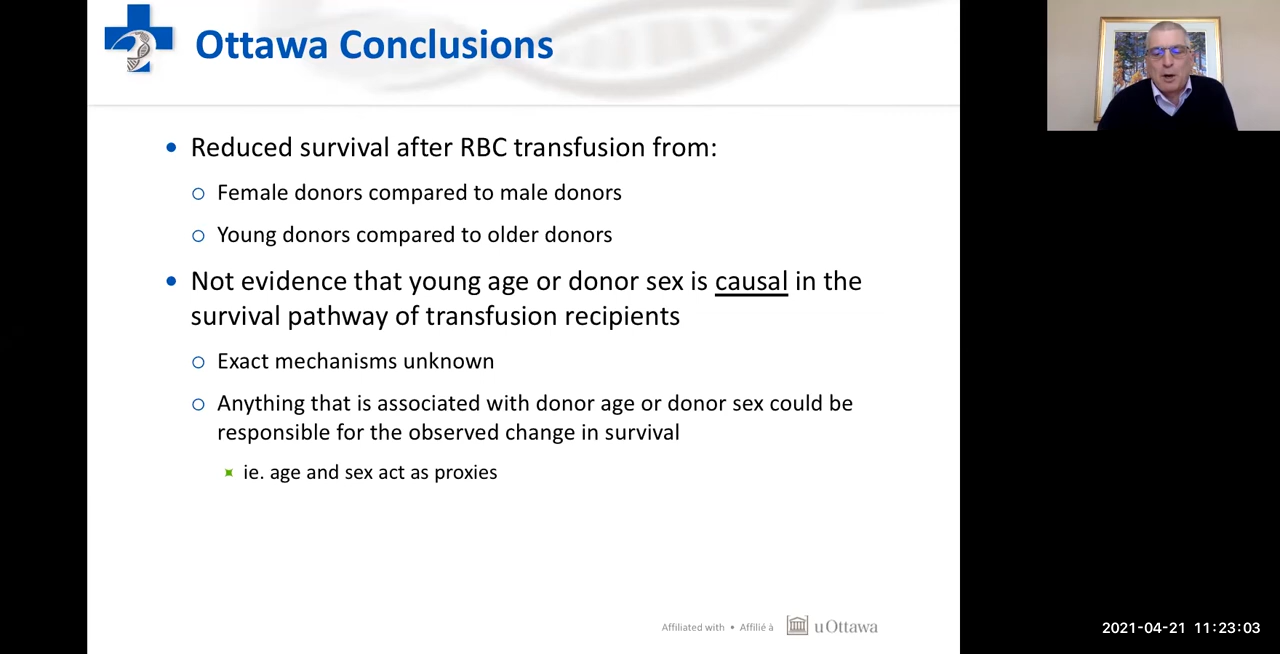 Ottawa Conclusions
• Reduced survival after RBC transfusion from:
○ Female donors compared to male donors
○ Young donors compared to older donors
• Not evidence that young age or donor sex is causal in the
survival pathway of transfusion recipients
○ Exact mechanisms unknown
○ Anything that is associated with donor age or donor sex could be
responsible for the observed change in survival
ie. age and sex act as proxies
Affiliated with • Affilié à uOttawa
2021-04-21 11:23:03